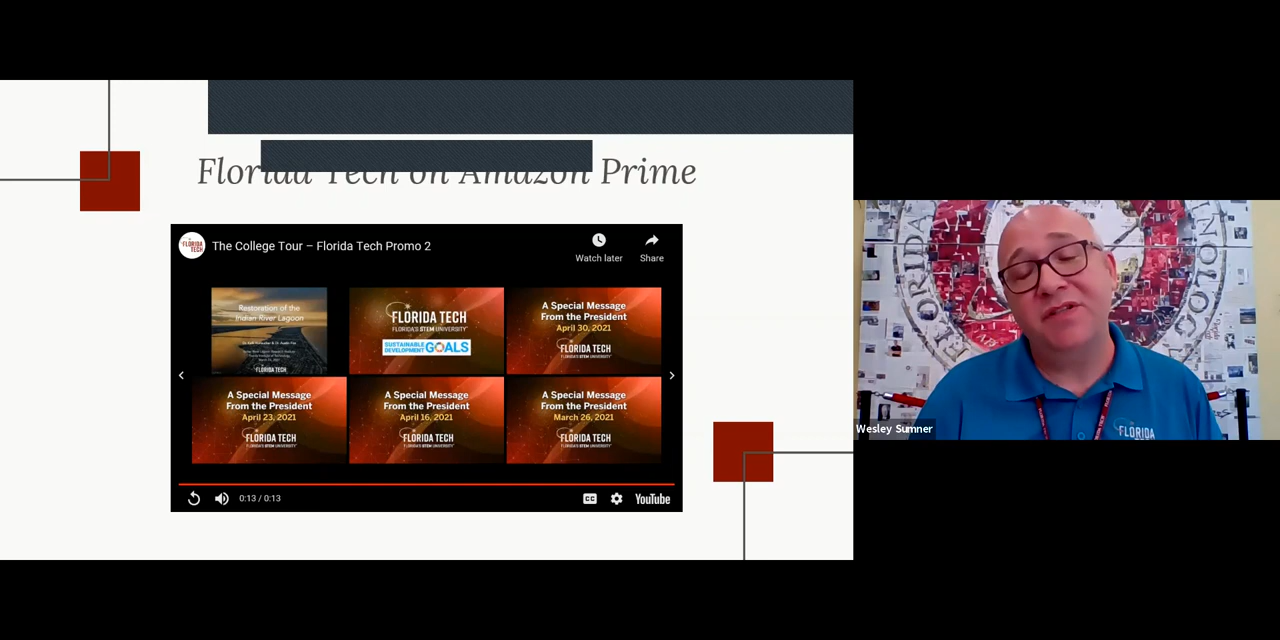 Florida Tech on Amazon Prime
FLORIDA
TECH
The College Tour – Florida Tech Promo 2
Watch later
Share
Restoration of the
Indian River Lagoon
FLORIDA TECH
FLORIDA TECH
FLORIDA'S STEM UNIVERSITY
SUSTAINABLE
DEVELOPMENT GOALS
A Special Message
From the President
April 30, 2021
FLORIDA TECH
FLORIDA'S STEM UNIVERSITY
A Special Message
From the President
April 23, 2021
FLORIDA TECH
FLORIDA'S STEM UNIVERSITY
A Special Message
From the President
April 16, 2021
FLORIDA TECH
FLORIDA'S STEM UNIVERSITY
A Special Message
From the President
March 26, 2021
FLORIDA TECH
FLORIDA'S STEM UNIVERSITY
0:13 / 0:13
CC
YouTube
FLORIDA
FLORIDA
Wesley Sumner